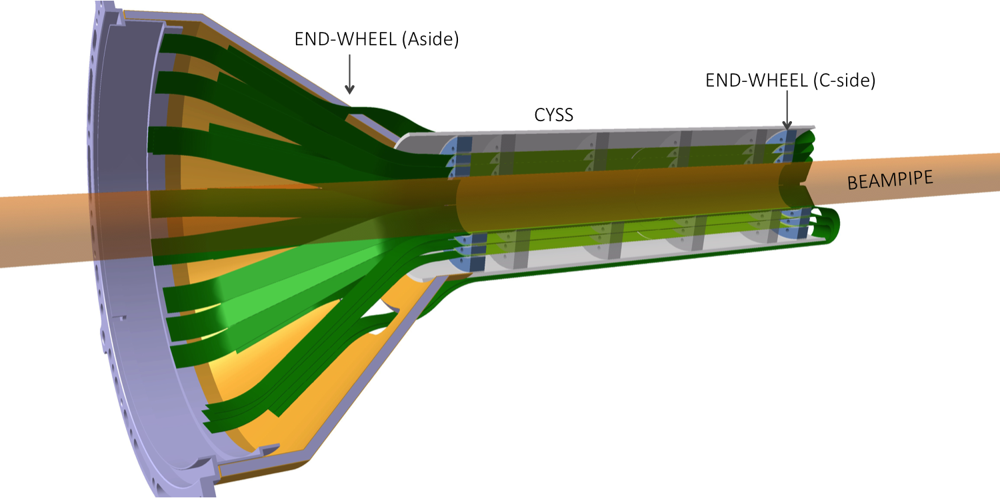 END-WHEEL (Aside)
END-WHEEL (C-side)
CYSS
BEAMPIPE